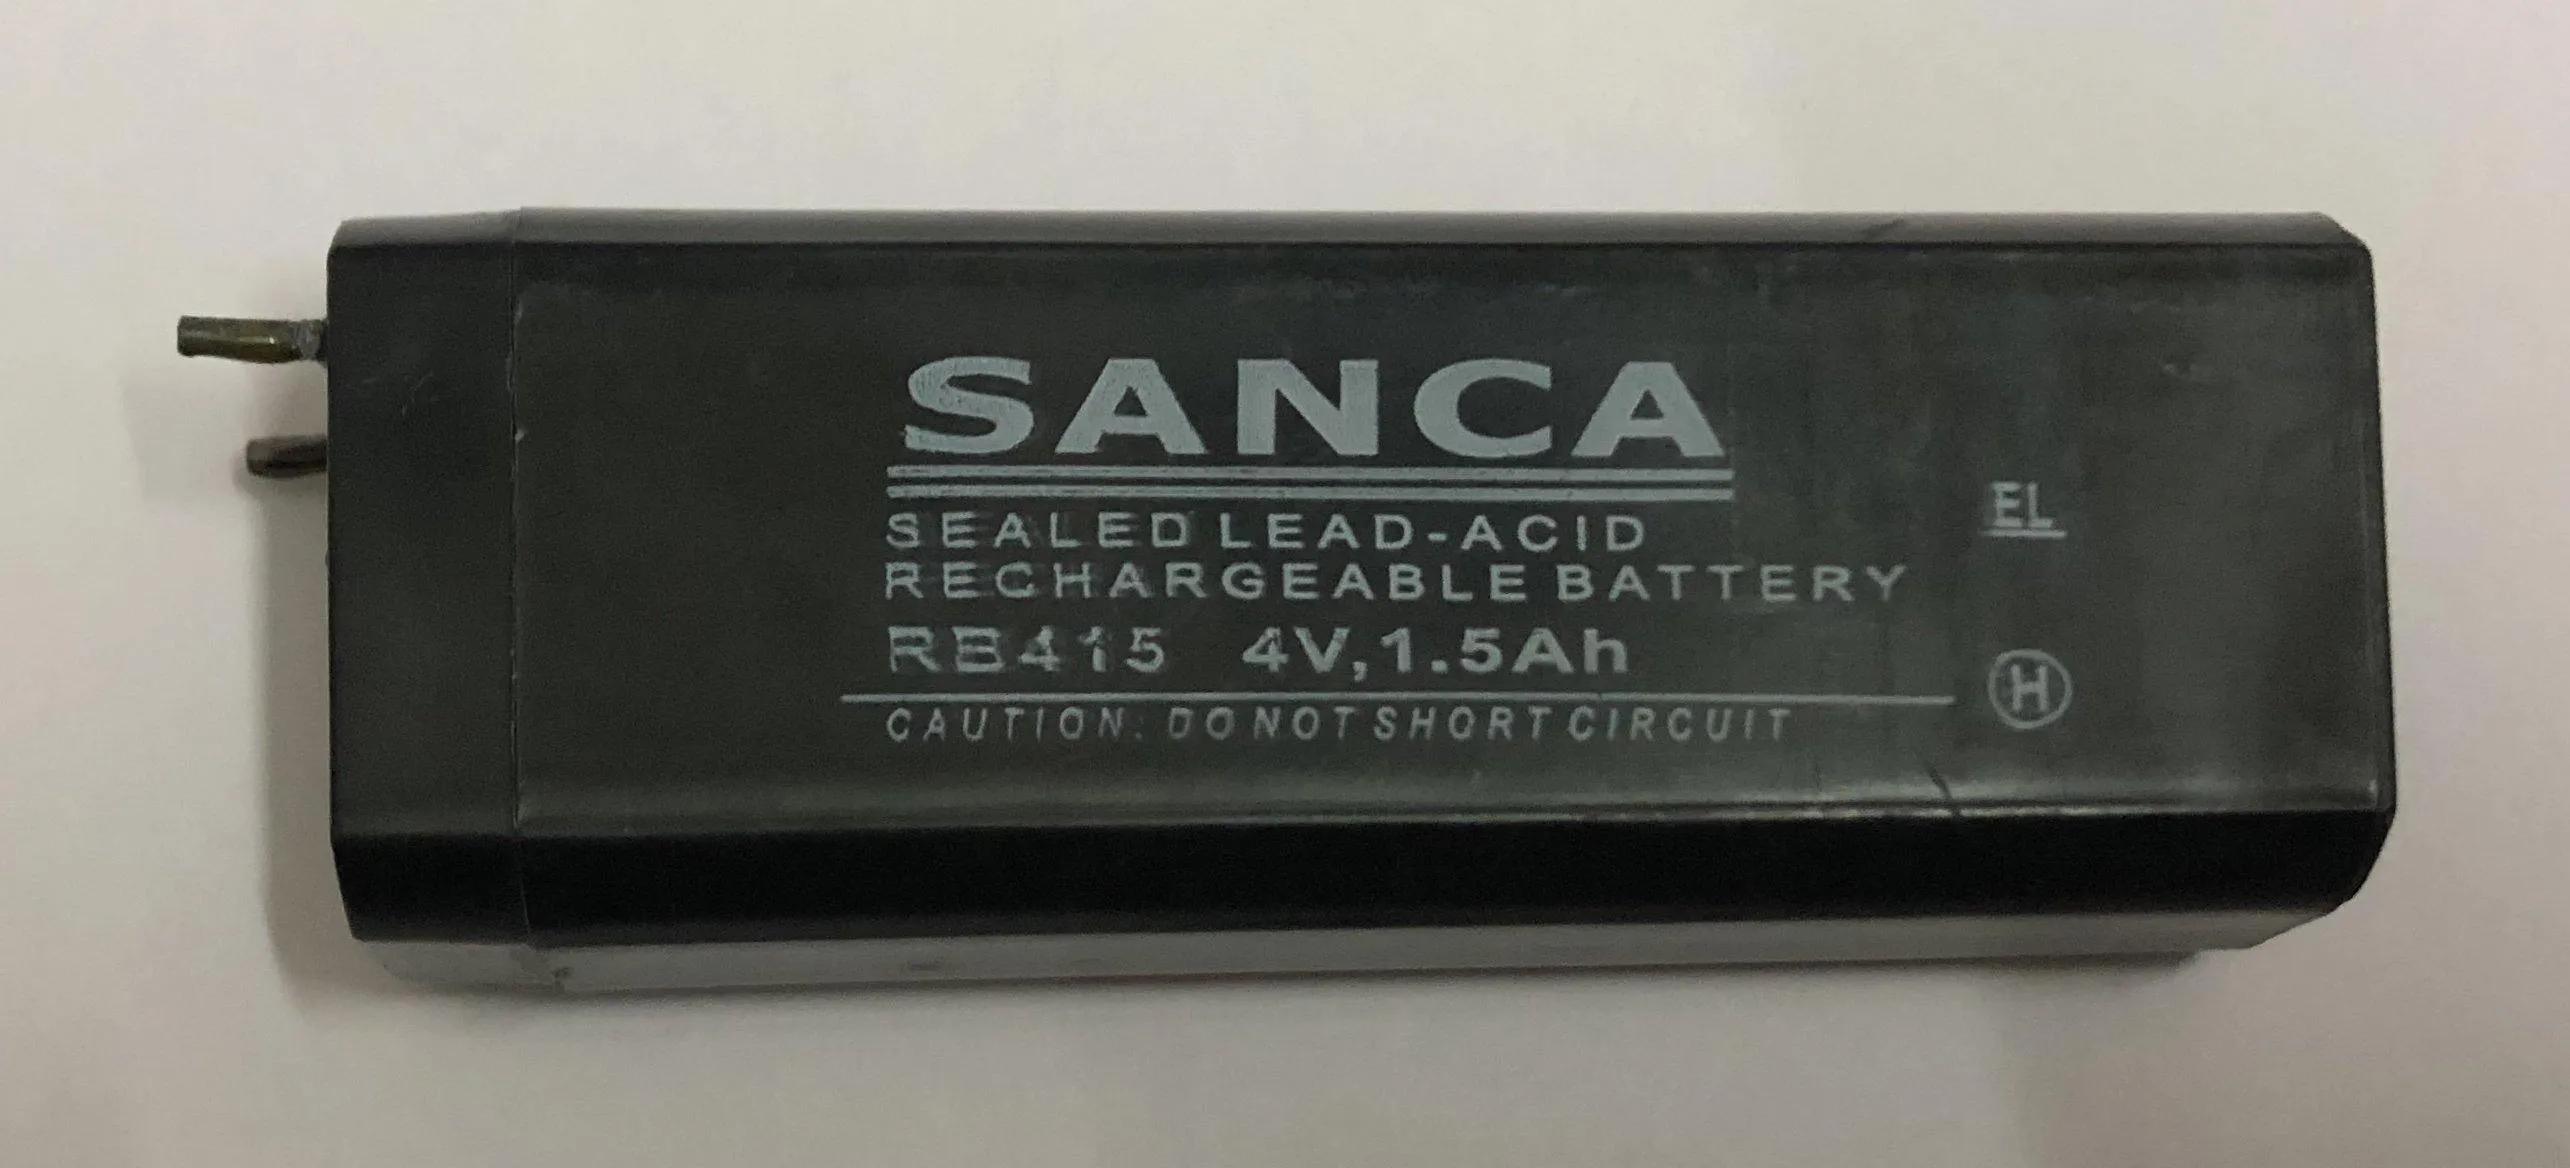 SANCA
SEALED LEAD-ACID
RECHARGEABLE BATTERY
RB415 4V,1.5Ah
CAUTION: DO NOT SHORT CIRCUIT
EL
H